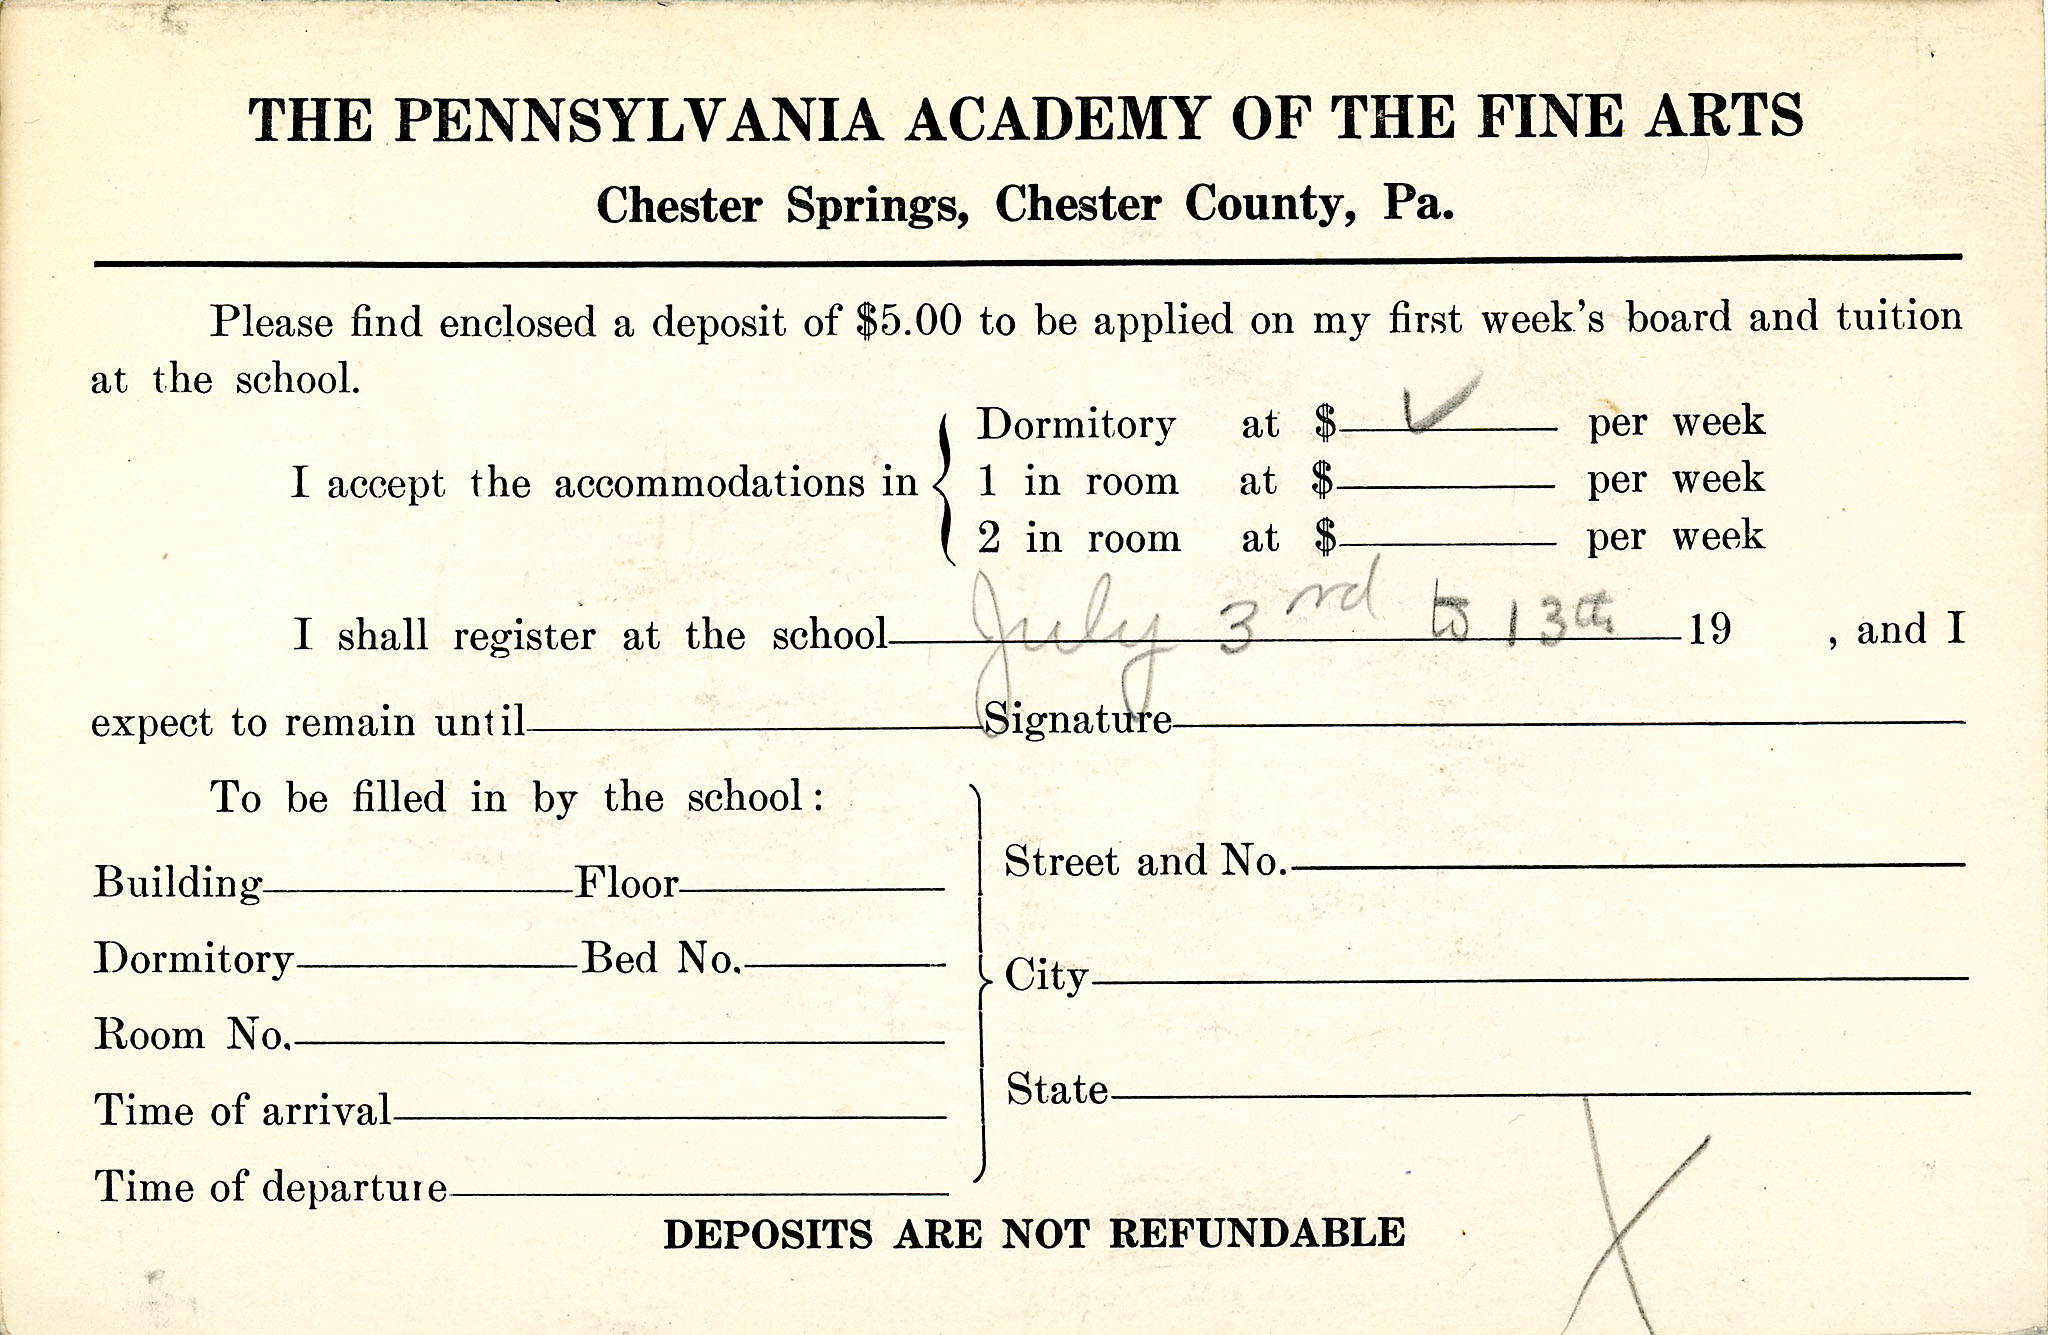 THE PENNSYLVANIA ACADEMY OF THE FINE ARTS
Chester Springs, Chester County, Pa.
Please find enclosed a deposit of $5.00 to be applied on my first week's board and tuition
at the school.
I accept the accommodations in
Dormitory at $ ✓ per week
1 in room at $ per week
2 in room at $ per week
I shall register at the school July 3rd to 13th 19 , and I
expect to remain until Signature
To be filled in by the school:
Building Floor
Dormitory Bed No.
Room No.
Time of arrival
Time of departure
Street and No.
City
State
X
DEPOSITS ARE NOT REFUNDABLE